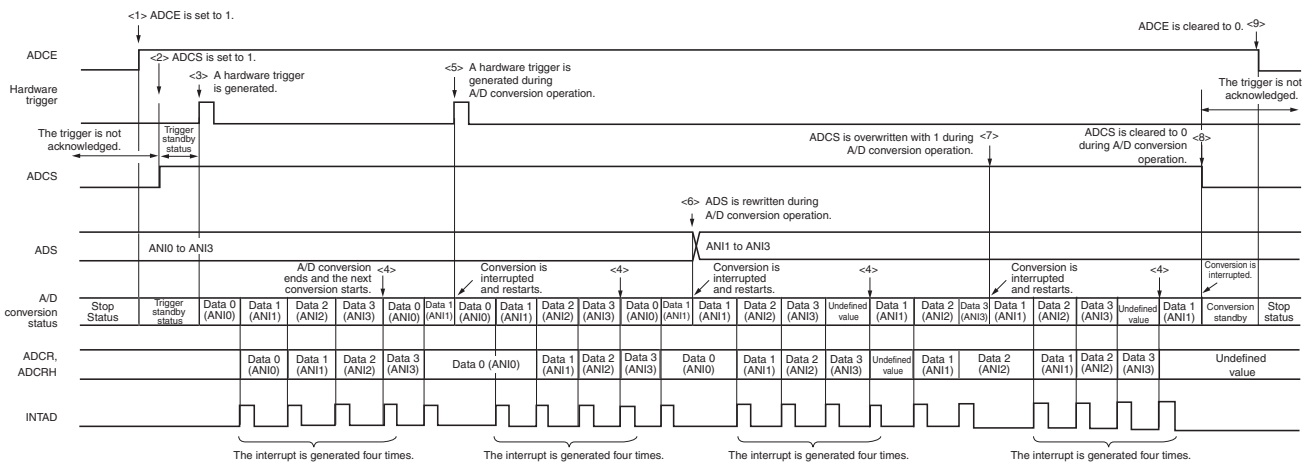 <1> ADCE is set to 1.
ADCE is cleared to 0. <9>
ADCE
<2> ADCS is set to 1.
<3> A hardware trigger
is generated.
<5> A hardware trigger is
generated during
A/D conversion operation.
The trigger is not
acknowledged.
Hardware
trigger
The trigger is not
acknowledged.
Trigger
standby
status
ADCS is overwritten with 1 during <7>
A/D conversion operation.
ADCS is cleared to 0 <8>
during A/D conversion
operation.
ADCS
<6> ADS is rewritten during
A/D conversion operation.
ADS
ANI0 to ANI3
ANI1 to ANI3
A/D conversion <4>
ends and the next
conversion starts.
Conversion is
interrupted
and restarts.
<4>
Conversion is
interrupted
and restarts.
<4>
Conversion is
interrupted
and restarts.
<4>
Conversion is
interrupted.
A/D
conversion
status
Stop
Status
Trigger
standby
status
Data 0
(ANI0)
Data 1
(ANI1)
Data 2
(ANI2)
Data 3
(ANI3)
Data 0
(ANI0)
Data 1
(ANI1)
Data 0
(ANI0)
Data 1
(ANI1)
Data 2
(ANI2)
Data 3
(ANI3)
Data 0
(ANI0)
Data 1
(ANI1)
Data 1
(ANI1)
Data 2
(ANI2)
Data 3
(ANI3)
Undefined
value
Data 1
(ANI1)
Data 2
(ANI2)
Data 3
(ANI3)
Data 1
(ANI1)
Data 2
(ANI2)
Data 3
(ANI3)
Undefined
value
Data 1
(ANI1)
Conversion
standby
Stop
status
ADCR,
ADCRH
Data 0
(ANI0)
Data 1
(ANI1)
Data 2
(ANI2)
Data 3
(ANI3)
Data 0 (ANI0)
Data 1
(ANI1)
Data 2
(ANI2)
Data 3
(ANI3)
Data 0
(ANI0)
Data 1
(ANI1)
Data 2
(ANI2)
Data 3
(ANI3)
Undefined
value
Data 1
(ANI1)
Data 2
(ANI2)
Data 1
(ANI1)
Data 2
(ANI2)
Data 3
(ANI3)
Undefined
value
INTAD
The interrupt is generated four times.
The interrupt is generated four times.
The interrupt is generated four times.
The interrupt is generated four times.